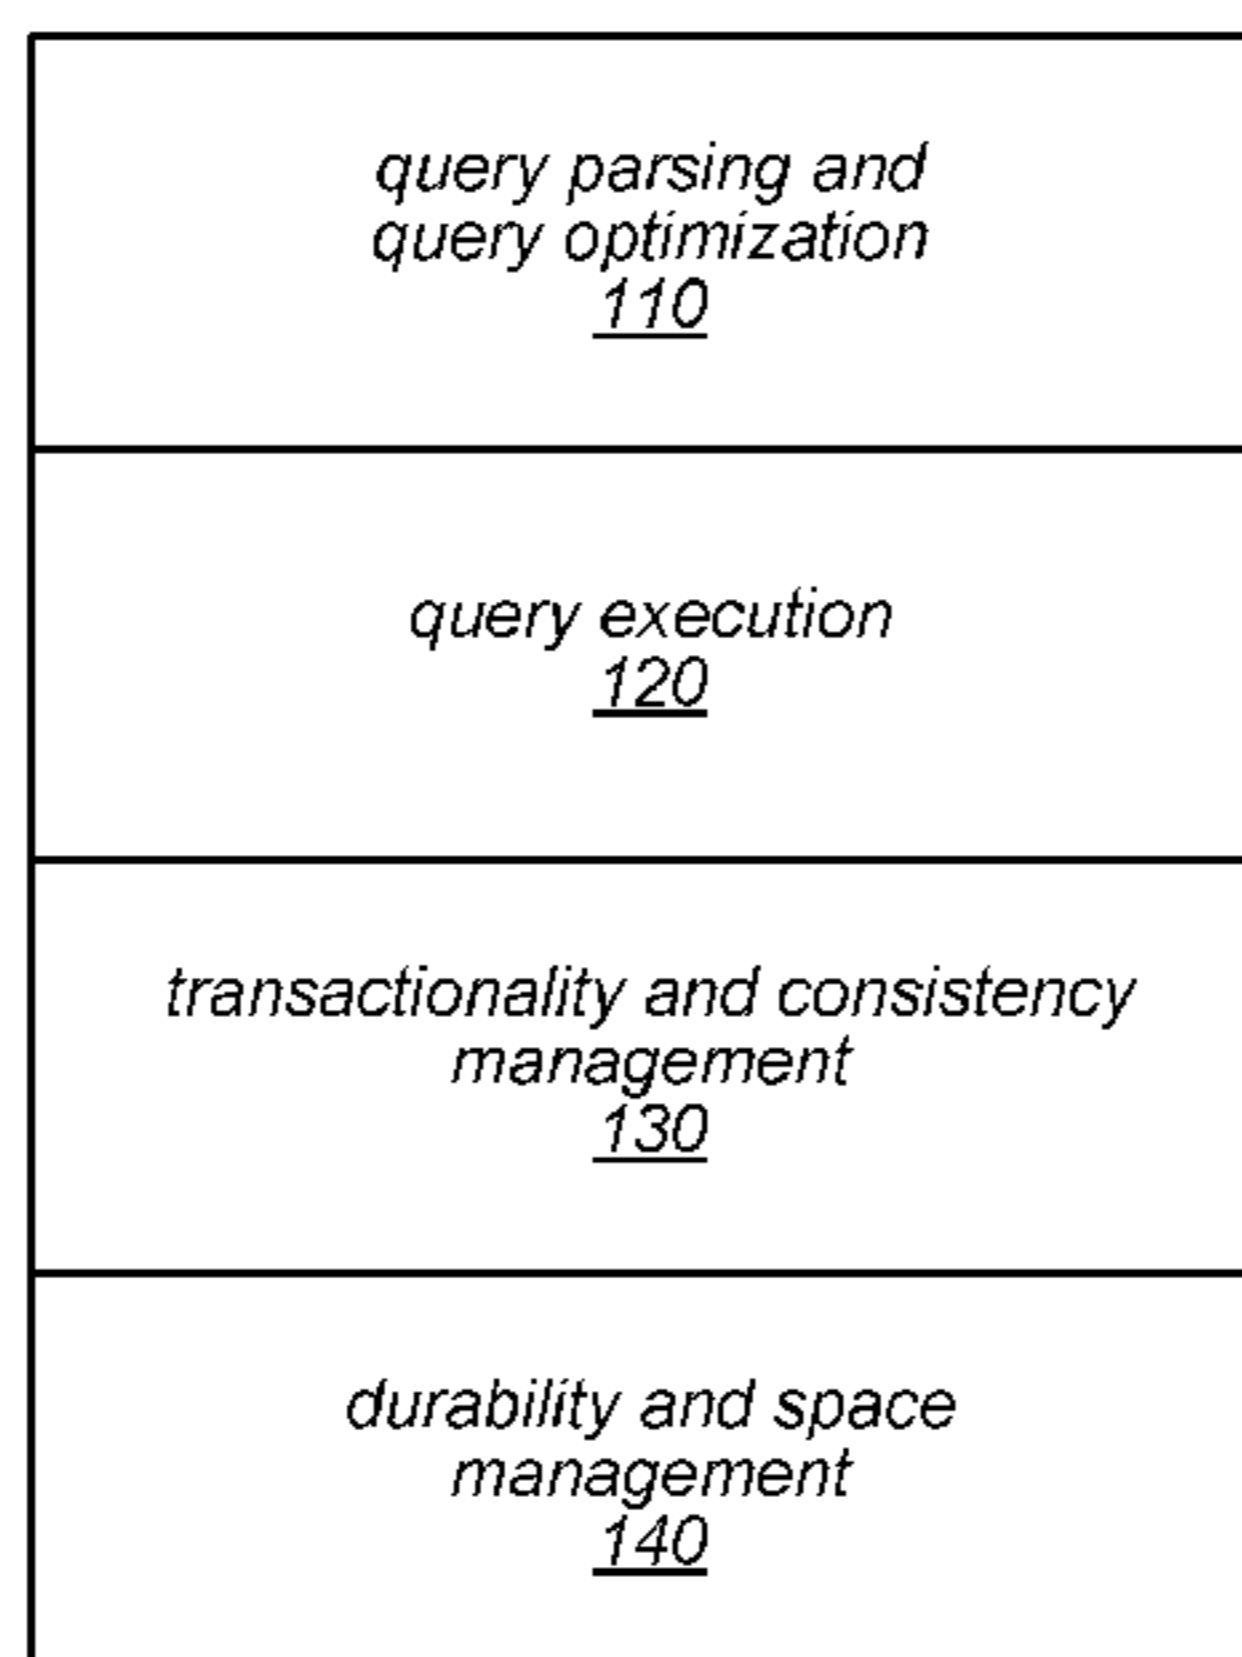 query parsing and
query optimization
110
query execution
120
transactionality and consistency
management
130
durability and space
management
140